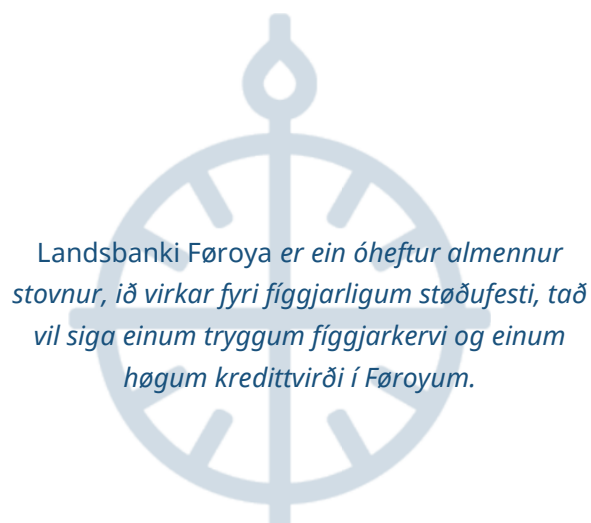 Landsbanki Føroya er ein óheftur almennur
stovnur, ið virkar fyri fíggjarligum støðufesti, tað
vil siga einum tryggum fíggjarkervi og einum
høgum kredittvirði í Føroyum.